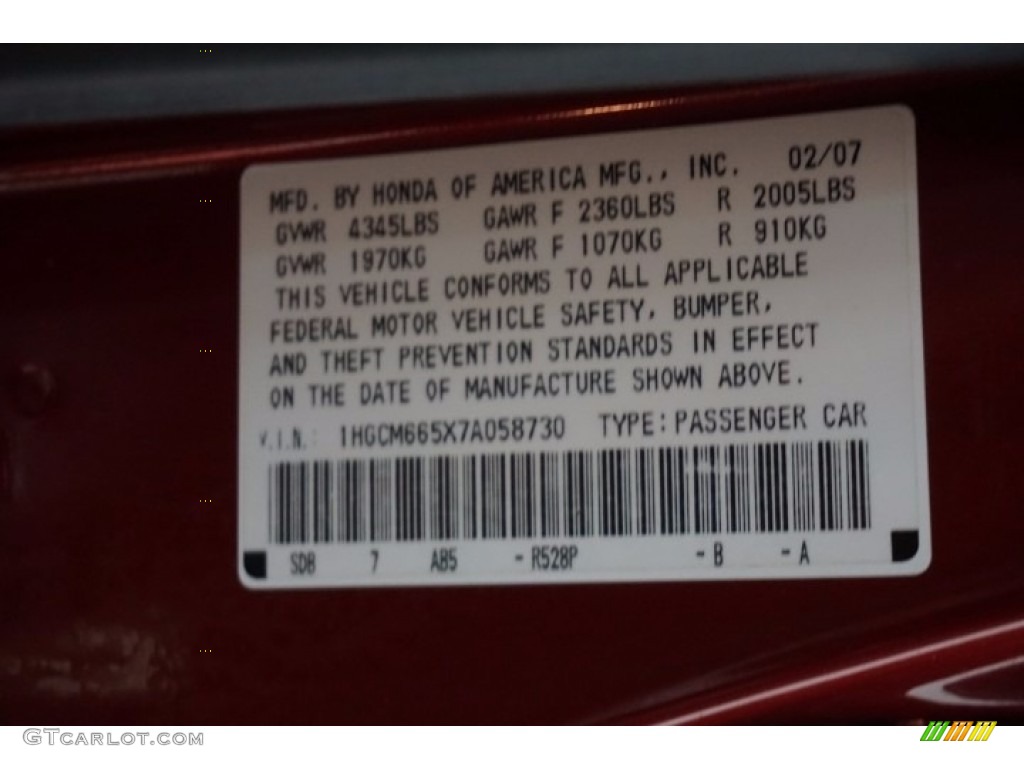 MFD. BY HONDA OF AMERICA MFG., INC. 02/07
GVWR 4345LBS GAWR F 2360LBS R 2005LBS
GVWR 1970KG GAWR F 1070KG R 910KG
THIS VEHICLE CONFORMS TO ALL APPLICABLE
FEDERAL MOTOR VEHICLE SAFETY, BUMPER,
AND THEFT PREVENTION STANDARDS IN EFFECT
ON THE DATE OF MANUFACTURE SHOWN ABOVE.
V.I.N.: 1HGCM665X7A058730 TYPE:PASSENGER CAR
SDB 7 AB5 -R528P -B -A
GTCARLOT.COM